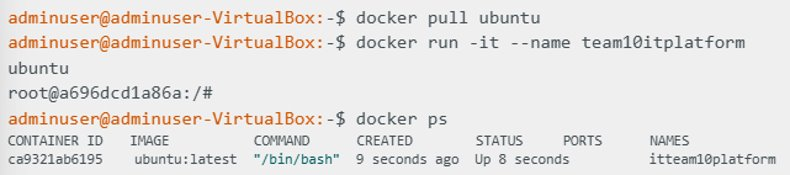 adminuser@adminuser-VirtualBox:-$ docker pull ubuntu
adminuser@adminuser-VirtualBox:-$ docker run -it --name team10itplatform
ubuntu
root@a696dcd1a86a:/#
adminuser@adminuser-VirtualBox:-$ docker ps
CONTAINER ID IMAGE COMMAND CREATED STATUS PORTS NAMES
ca9321ab6195 ubuntu:latest "/bin/bash" 9 seconds ago Up 8 seconds itteam10platform